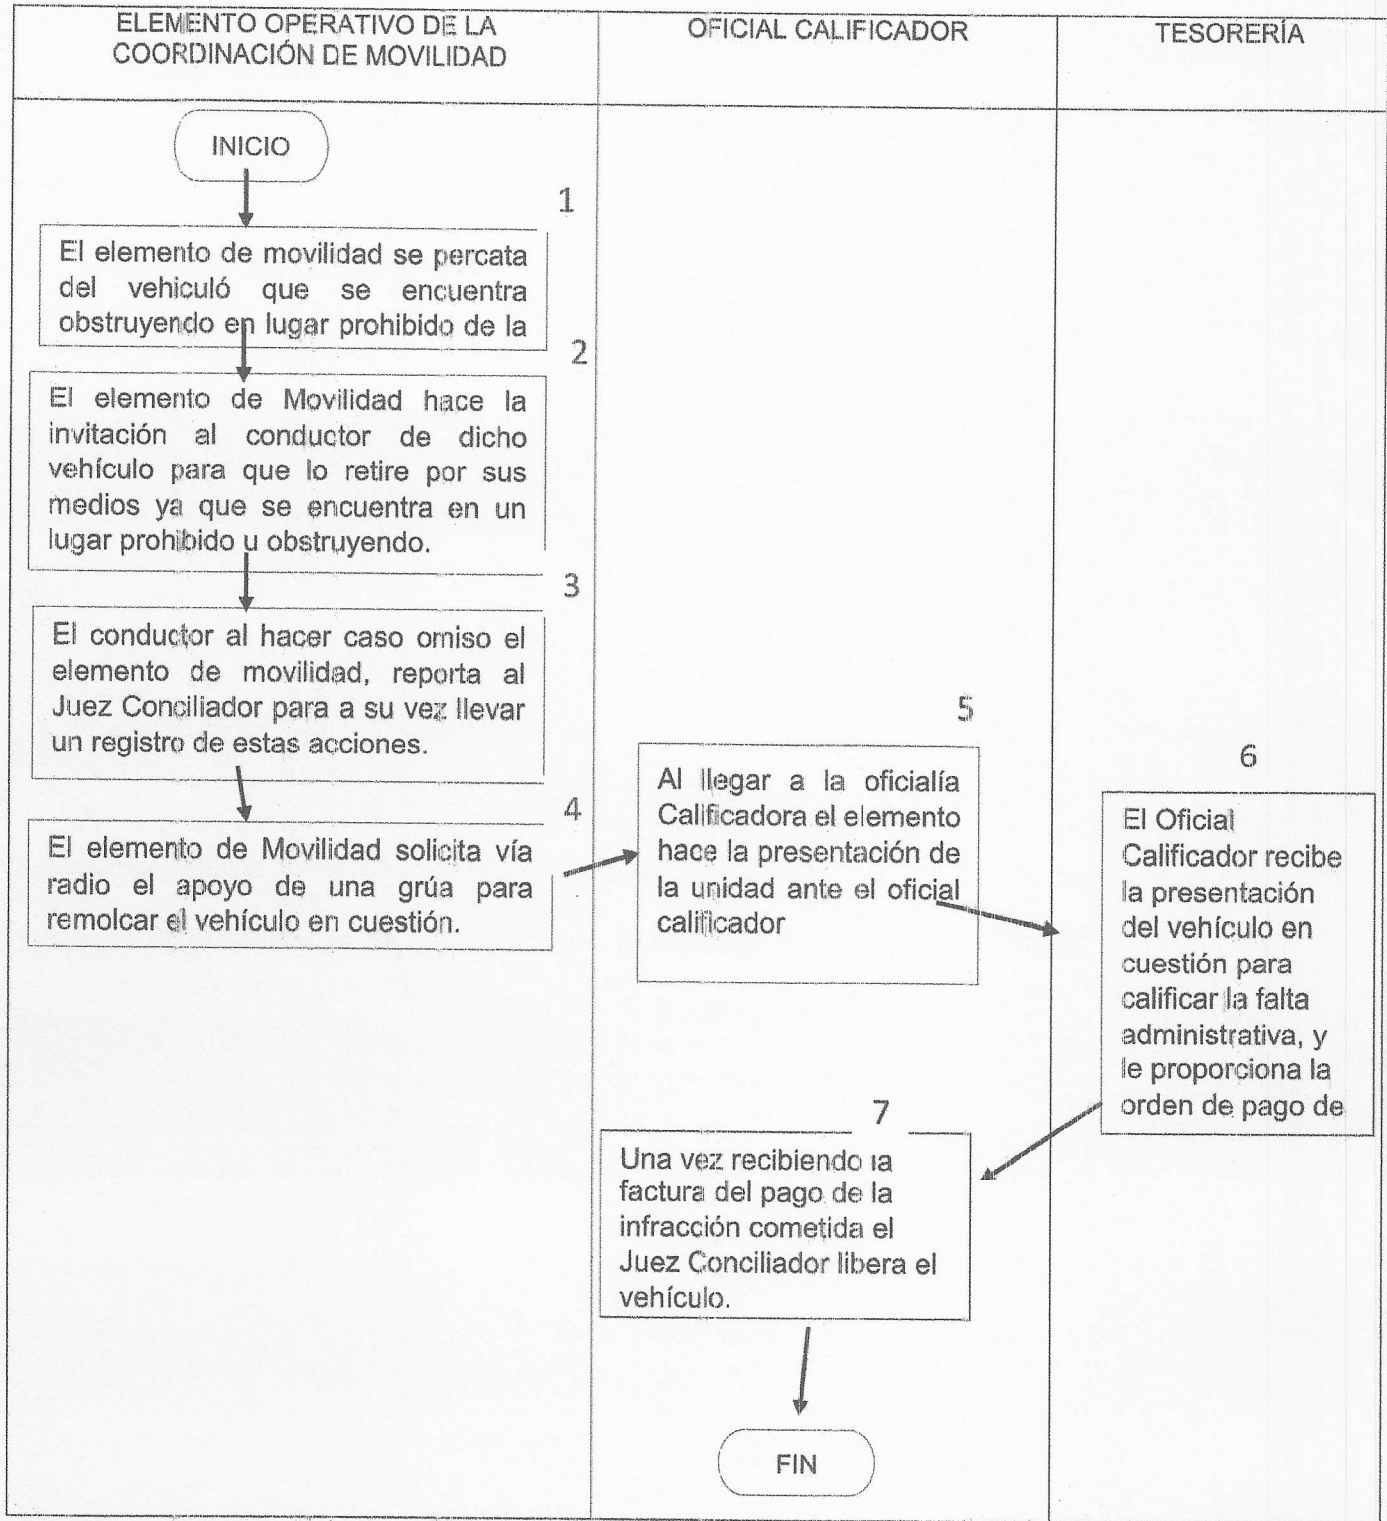 ELEMENTO OPERATIVO DE LA
COORDINACIÓN DE MOVILIDAD
OFICIAL CALIFICADOR
TESORERÍA
INICIO
1
El elemento de movilidad se percata
del vehiculó que se encuentra
obstruyendo en lugar prohibido de la
2
El elemento de Movilidad hace la
invitación al conductor de dicho
vehículo para que lo retire por sus
medios ya que se encuentra en un
lugar prohibido u obstruyendo.
3
El conductor al hacer caso omiso el
elemento de movilidad, reporta al
Juez Conciliador para a su vez llevar
un registro de estas acciones.
4
El elemento de Movilidad solicita vía
radio el apoyo de una grúa para
remolcar el vehículo en cuestión.
5
Al llegar a la oficialía
Calificadora el elemento
hace la presentación de
la unidad ante el oficial
calificador
6
El Oficial
Calificador recibe
la presentación
del vehículo en
cuestión para
calificar la falta
administrativa, y
le proporciona la
orden de pago de
7
Una vez recibiendo la
factura del pago de la
infracción cometida el
Juez Conciliador libera el
vehículo.
FIN